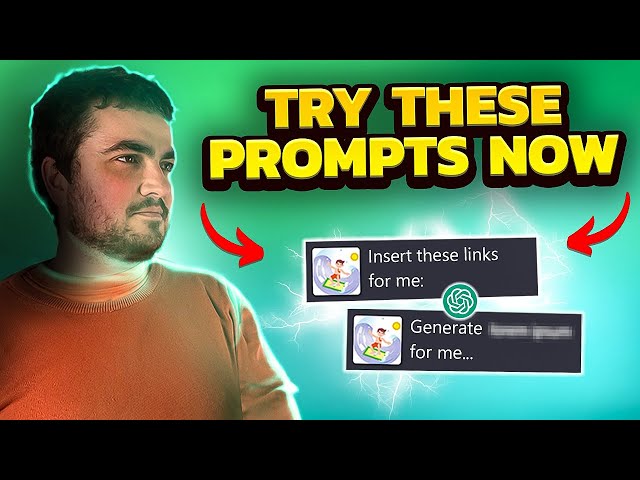 TRY THESE
PROMPTS NOW
Insert these links
for me:
Generate
for me...